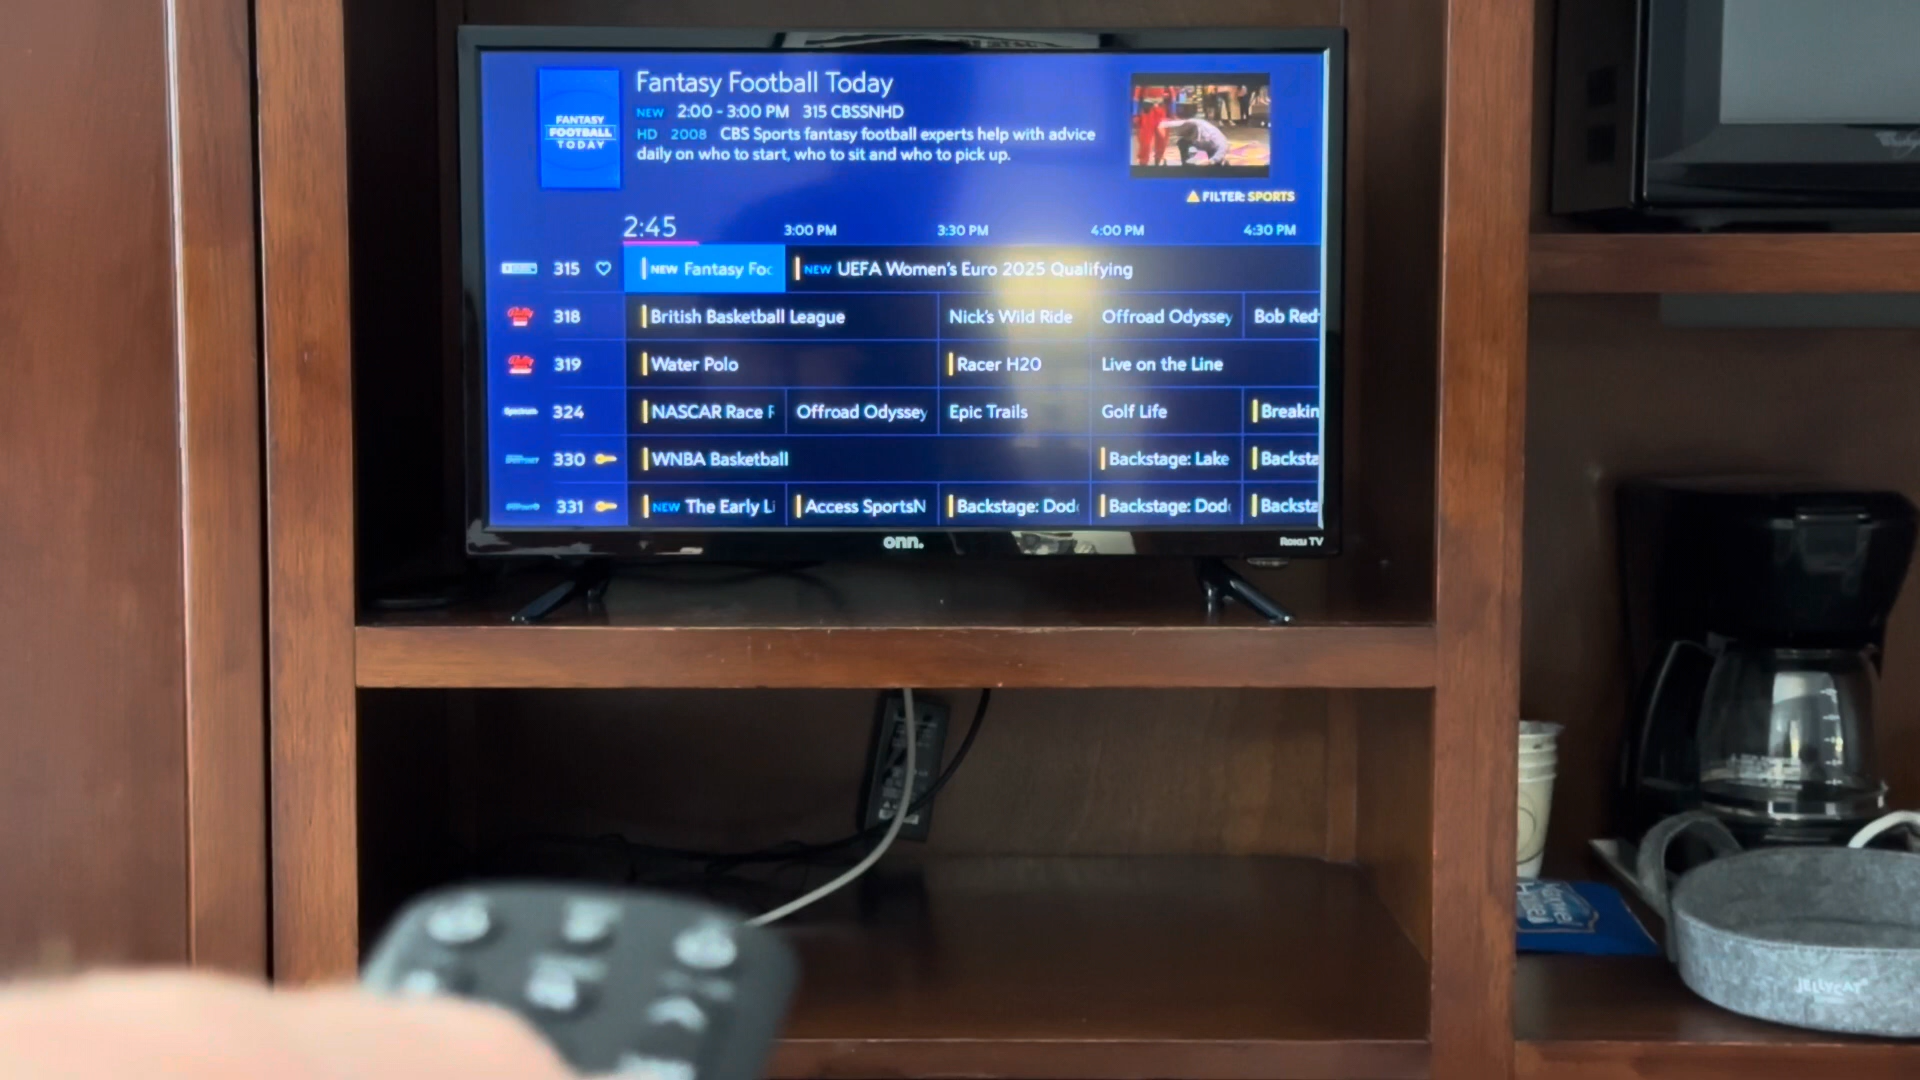 FANTASY
FOOTBALL
TODAY
Fantasy Football Today
NEW 2:00 - 3:00 PM 315 CBSSNHD
HD 2008 CBS Sports fantasy football experts help with advice
daily on who to start, who to sit and who to pick up.
FILTER: SPORTS
2:45 3:00 PM 3:30 PM 4:00 PM 4:30 PM
315 NEW Fantasy Foc NEW UEFA Women's Euro 2025 Qualifying
318 British Basketball League Nick's Wild Ride Offroad Odyssey Bob Red
319 Water Polo Racer H2O Live on the Line
Spectrum 324 NASCAR Race F Offroad Odyssey Epic Trails Golf Life Breakin
330 WNBA Basketball Backstage: Lake Backsta
331 NEW The Early Li Access SportsN Backstage: Dod Backstage: Dod Backsta
onn. Roku TV
JELLYCAT